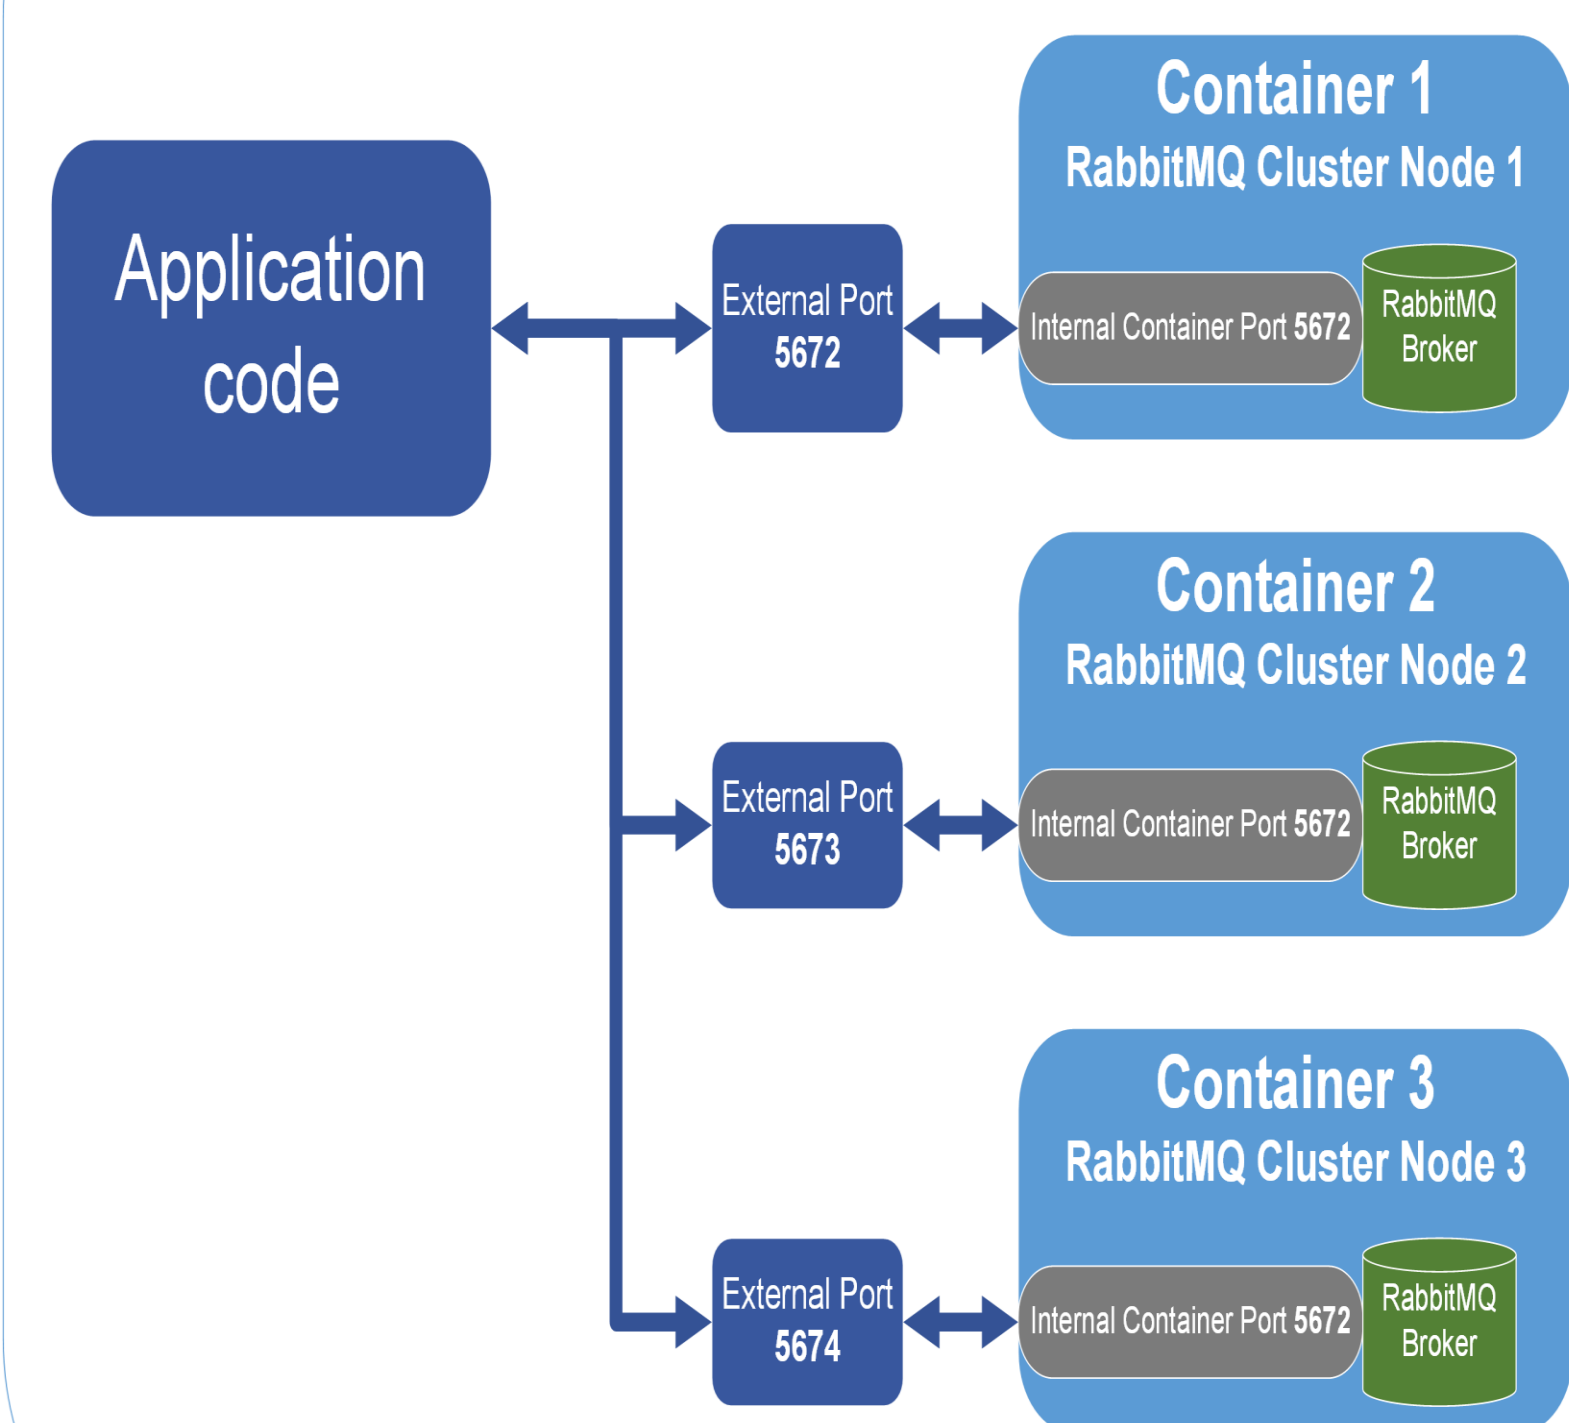 Container 1
RabbitMQ Cluster Node 1
Application
code
External Port
5672
Internal Container Port 5672
RabbitMQ
Broker
Container 2
RabbitMQ Cluster Node 2
External Port
5673
Internal Container Port 5672
RabbitMQ
Broker
Container 3
RabbitMQ Cluster Node 3
External Port
5674
Internal Container Port 5672
RabbitMQ
Broker